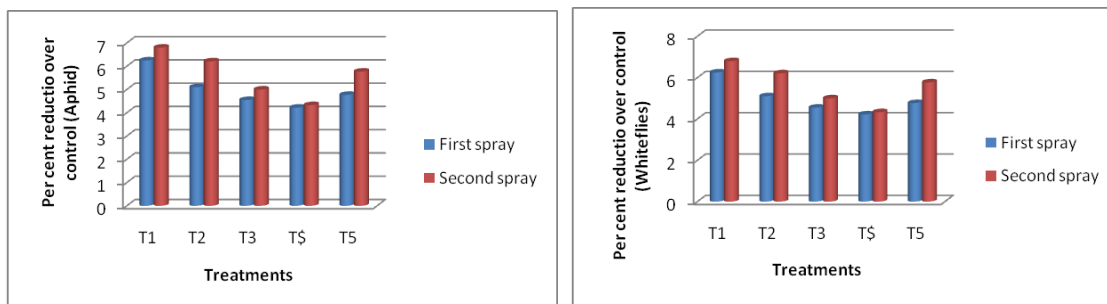 Per cent reductio over
control (Aphid)
7
6
5
4
3
2
1
0
T1 T2 T3 T$ T5
Treatments
First spray
Second spray
Per cent reductio over control
(Whiteflies)
8
6
4
2
0
T1 T2 T3 T$ T5
Treatments
First spray
Second spray